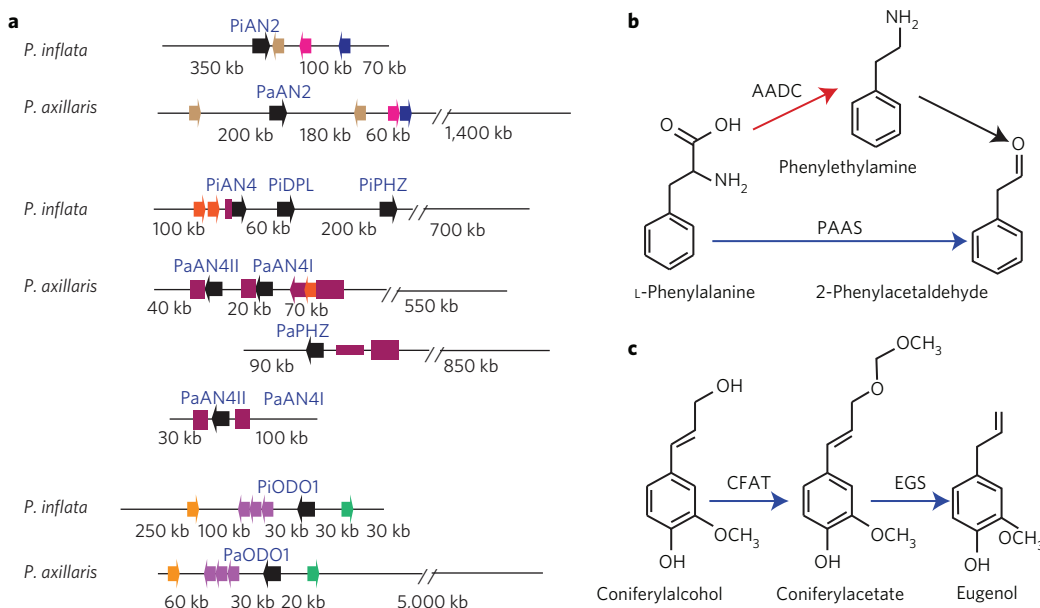 a
PiAN2
P. inflata
350 kb 100 kb 70 kb
PaAN2
P. axillaris
200 kb 180 kb 60 kb 1,400 kb
PiAN4 PiDPL PiPHZ
P. inflata
100 kb 60 kb 200 kb 700 kb
PaAN4II PaAN4I
P. axillaris
40 kb 20 kb 70 kb 550 kb
PaPHZ
90 kb 850 kb
PaAN4II PaAN4I
30 kb 100 kb
PiODO1
P. inflata
250 kb 100 kb 30 kb 30 kb 30 kb
PaODO1
P. axillaris
60 kb 30 kb 20 kb 5,000 kb
b
NH2
AADC
O
OH
NH2
Phenylethylamine
O
PAAS
L-Phenylalanine
2-Phenylacetaldehyde
c
OCH3
OH
O
CFAT
EGS
OCH3
OCH3
OCH3
OH
OH
OH
Coniferylalcohol
Coniferylacetate
Eugenol